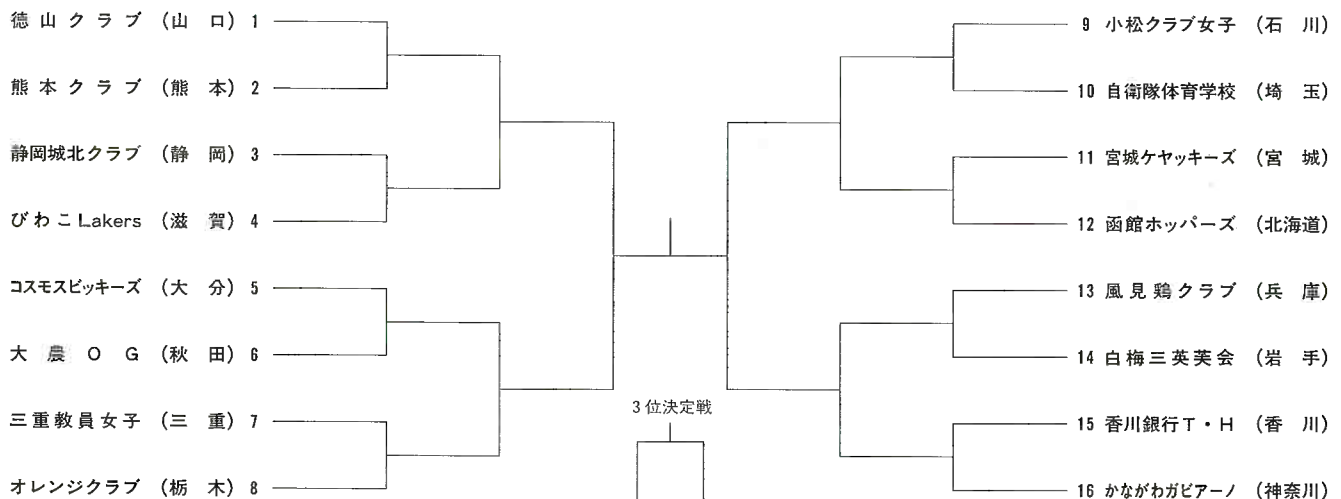 徳山クラブ (山口) 1
熊本クラブ (熊本) 2
静岡城北クラブ (静岡) 3
びわこLakers (滋賀) 4
コスモスピッキーズ (大分) 5
大農OG (秋田) 6
三重教員女子 (三重) 7
オレンジクラブ (栃木) 8
3位決定戦
9 小松クラブ女子 (石川)
10 自衛隊体育学校 (埼玉)
11 宮城ケヤッキーズ (宮城)
12 函館ホッパーズ (北海道)
13 風見鶏クラブ (兵庫)
14 白梅三英芙会 (岩手)
15 香川銀行T・H (香川)
16 かながわガビアーノ (神奈川)